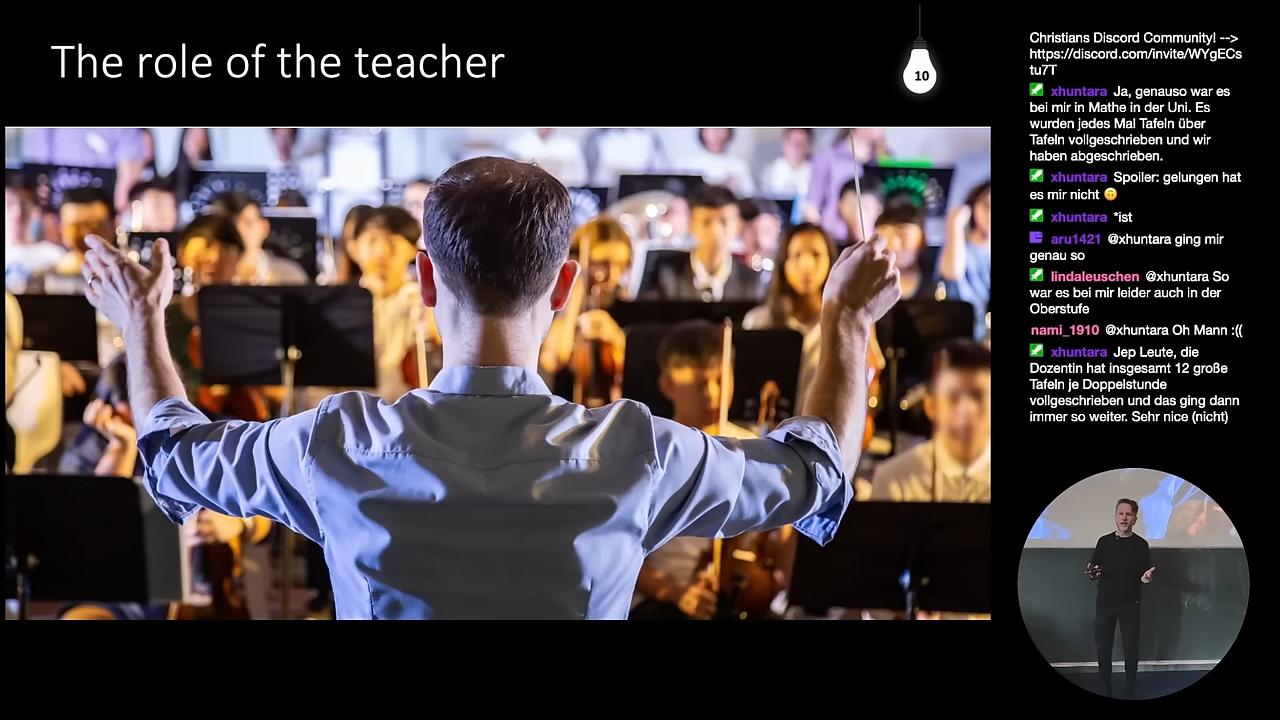 The role of the teacher
10
Christians Discord Community! -->
https://discord.com/invite/WYgECs
tu7T
xhuntara Ja, genauso war es
bei mir in Mathe in der Uni. Es
wurden jedes Mal Tafeln über
Tafeln vollgeschrieben und wir
haben abgeschrieben.
xhuntara Spoiler: gelungen hat
es mir nicht
xhuntara *ist
aru1421 @xhuntara ging mir
genau so
lindaleuschen @xhuntara So
war es bei mir leider auch in der
Oberstufe
nami_1910 @xhuntara Oh Mann :((
xhuntara Jep Leute, die
Dozentin hat insgesamt 12 große
Tafeln je Doppelstunde
vollgeschrieben und das ging dann
immer so weiter. Sehr nice (nicht)